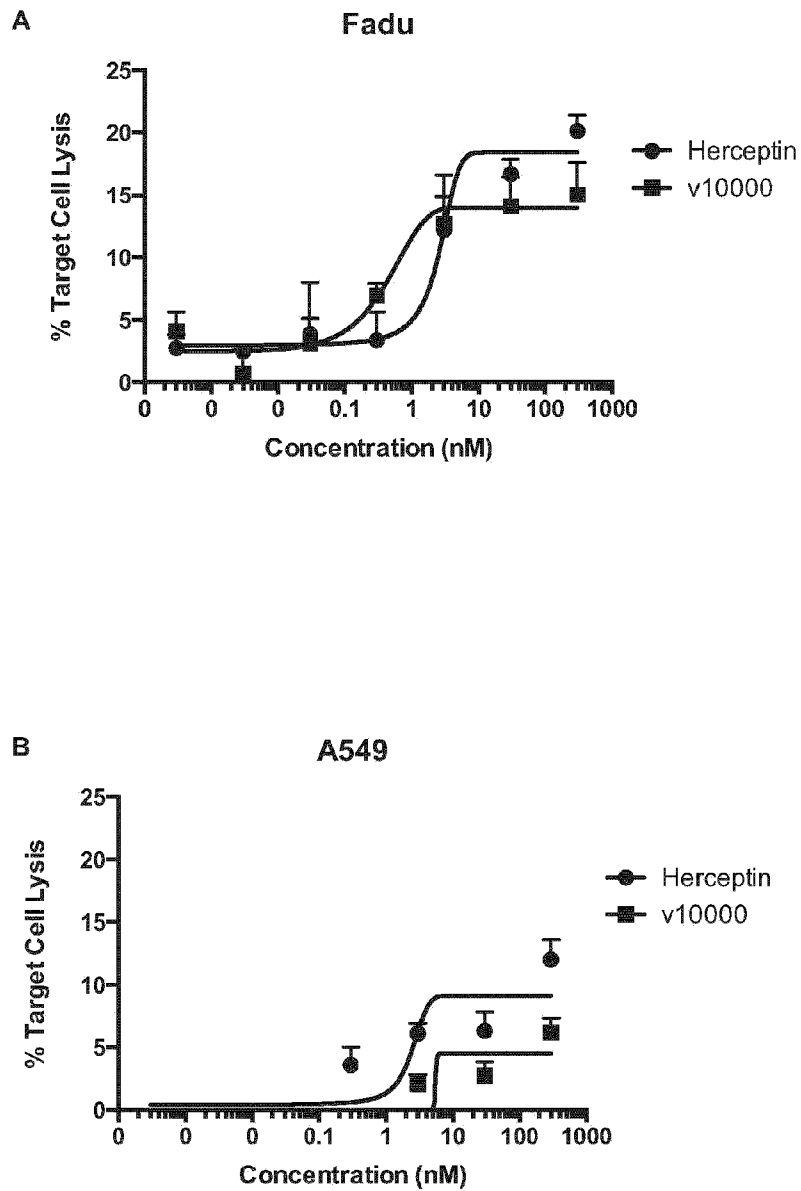 A
Fadu
25
20
15
10
5
0
% Target Cell Lysis
0 0 0 0.1 1 10 100 1000
Concentration (nM)
Herceptin
v10000
B
A549
25
20
15
10
5
0
% Target Cell Lysis
0 0 0 0.1 1 10 100 1000
Concentration (nM)
Herceptin
v10000